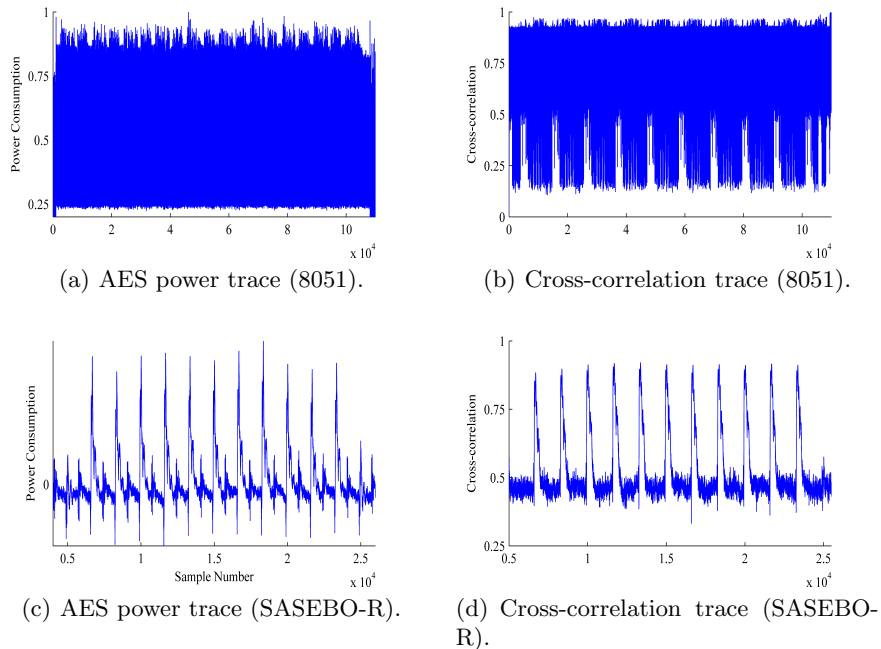 1
0.75
0.5
0.25
Power Consumption
0 2 4 6 8 10
x 10^4
(a) AES power trace (8051).
1
0.75
0.5
0.25
0
Cross-correlation
0 2 4 6 8 10
x 10^4
(b) Cross-correlation trace (8051).
Power Consumption
0
0.5 1 1.5 2 2.5
Sample Number
x 10^4
(c) AES power trace (SASEBO-R).
1
0.75
0.5
0.25
Cross-correlation
0.5 1 1.5 2 2.5
x 10^4
(d) Cross-correlation trace (SASEBO-
R).